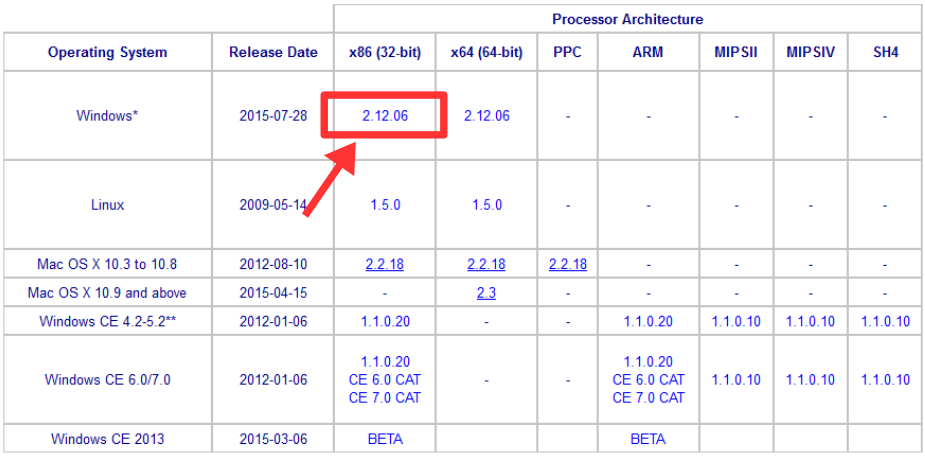 Processor Architecture
Operating System Release Date x86 (32-bit) x64 (64-bit) PPC ARM MIPSII MIPSIV SH4
Windows* 2015-07-28 2.12.06 2.12.06 - - - - -
Linux 2009-05-14 1.5.0 1.5.0 - - - - -
Mac OS X 10.3 to 10.8 2012-08-10 2.2.18 2.2.18 2.2.18 - - - -
Mac OS X 10.9 and above 2015-04-15 - 2.3 - - - - -
Windows CE 4.2-5.2** 2012-01-06 1.1.0.20 - - 1.1.0.20 1.1.0.10 1.1.0.10 1.1.0.10
1.1.0.20 1.1.0.20
Windows CE 6.0/7.0 2012-01-06 CE 6.0 CAT - - CE 6.0 CAT 1.1.0.10 1.1.0.10 1.1.0.10
CE 7.0 CAT CE 7.0 CAT
Windows CE 2013 2015-03-06 BETA BETA